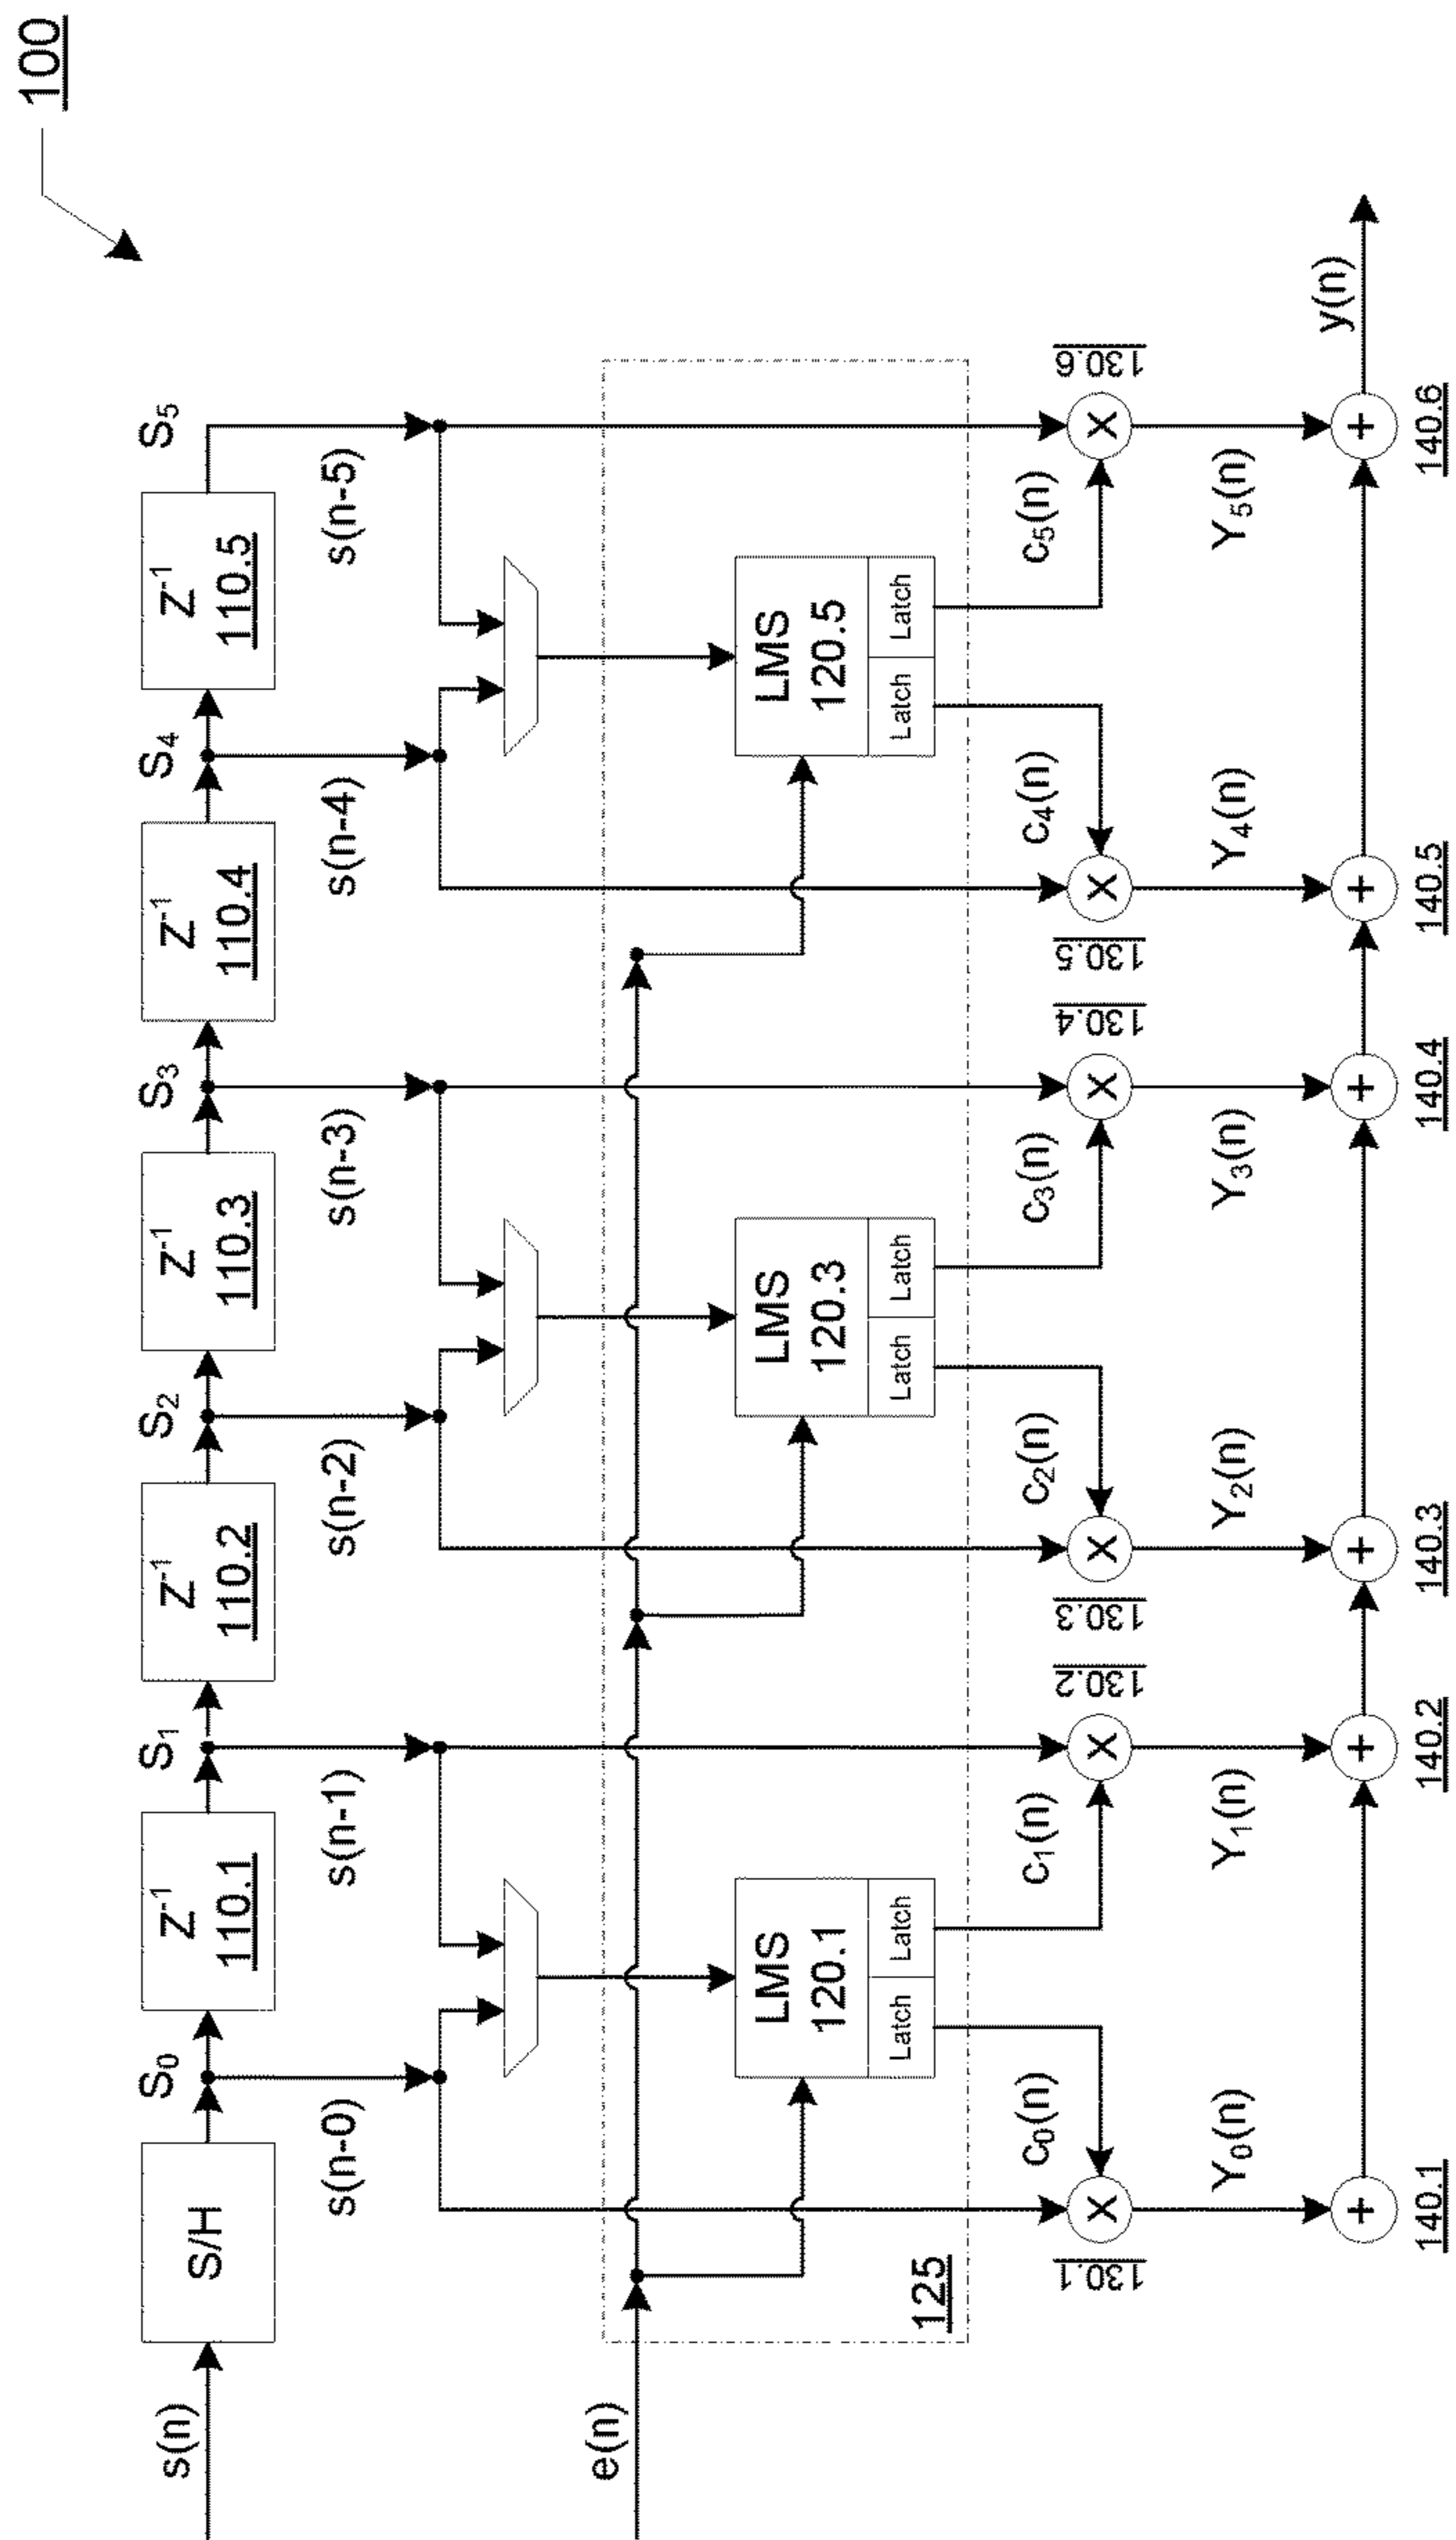 100
s(n)
S/H
S0
Z-1
110.1
S1
Z-1
110.2
S2
Z-1
110.3
S3
Z-1
110.4
S4
Z-1
110.5
S5
s(n-0)
s(n-1)
s(n-2)
s(n-3)
s(n-4)
s(n-5)
e(n)
125
LMS
120.1
Latch
Latch
LMS
120.3
Latch
Latch
LMS
120.5
Latch
Latch
c0(n)
c1(n)
c2(n)
c3(n)
c4(n)
c5(n)
130.1
X
130.2
X
130.3
X
130.4
X
130.5
X
130.6
X
Y0(n)
Y1(n)
Y2(n)
Y3(n)
Y4(n)
Y5(n)
y(n)
+
+
+
+
+
+
140.1
140.2
140.3
140.4
140.5
140.6